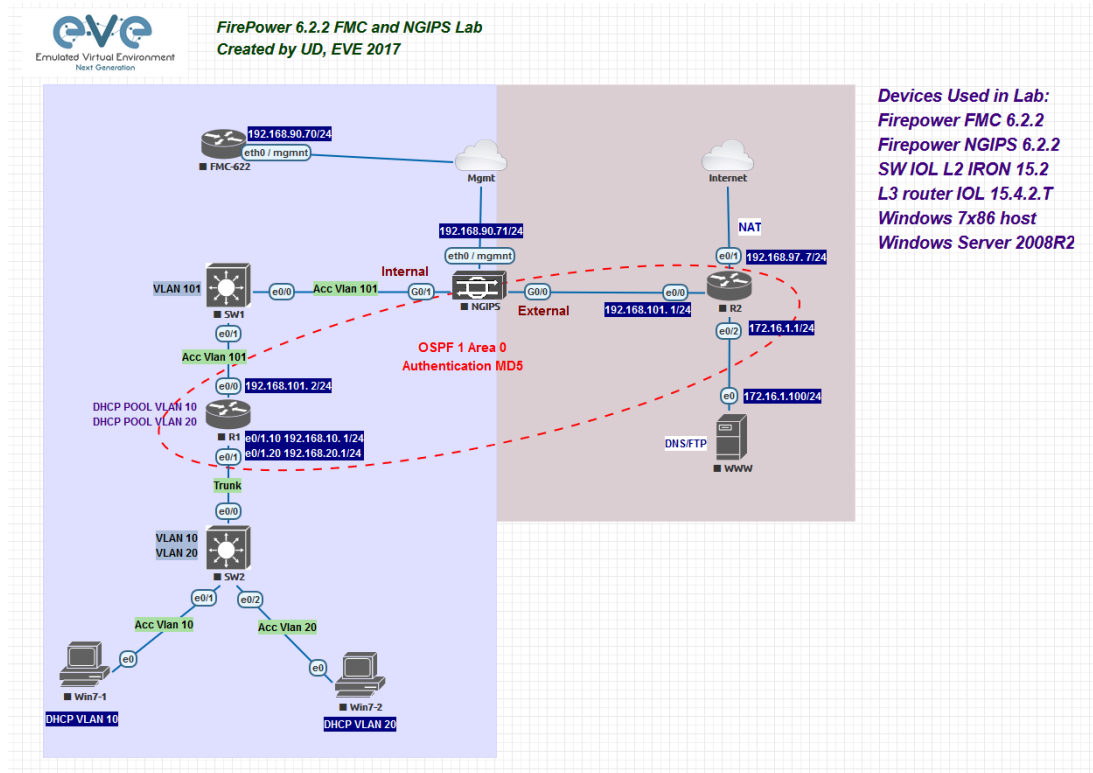 eve
Emulated Virtual Environment
Next Generation
FirePower 6.2.2 FMC and NGIPS Lab
Created by UD, EVE 2017
Devices Used in Lab:
Firepower FMC 6.2.2
Firepower NGIPS 6.2.2
SW IOL L2 IRON 15.2
L3 router IOL 15.4.2.T
Windows 7x86 host
Windows Server 2008R2
192.168.90.70/24
eth0 / mgmnt
FMC-622
Mgmt
Internet
192.168.90.71/24
eth0 / mgmnt
NAT
e0/1
192.168.97. 7/24
VLAN 101
SW1
e0/0
Acc Vlan 101
Internal
G0/1
NGIPS
G0/0
External
e0/0
192.168.101. 1/24
R2
e0/2
172.16.1.1/24
e0/1
Acc Vlan 101
OSPF 1 Area 0
Authentication MD5
e0/0
192.168.101. 2/24
DHCP POOL VLAN 10
DHCP POOL VLAN 20
R1
e0/1.10 192.168.10. 1/24
e0/1.20 192.168.20.1/24
e0/1
e0
172.16.1.100/24
DNS/FTP
WWW
Trunk
e0/0
VLAN 10
VLAN 20
SW2
e0/1
e0/2
Acc Vlan 10
Acc Vlan 20
e0
e0
Win7-1
Win7-2
DHCP VLAN 10
DHCP VLAN 20